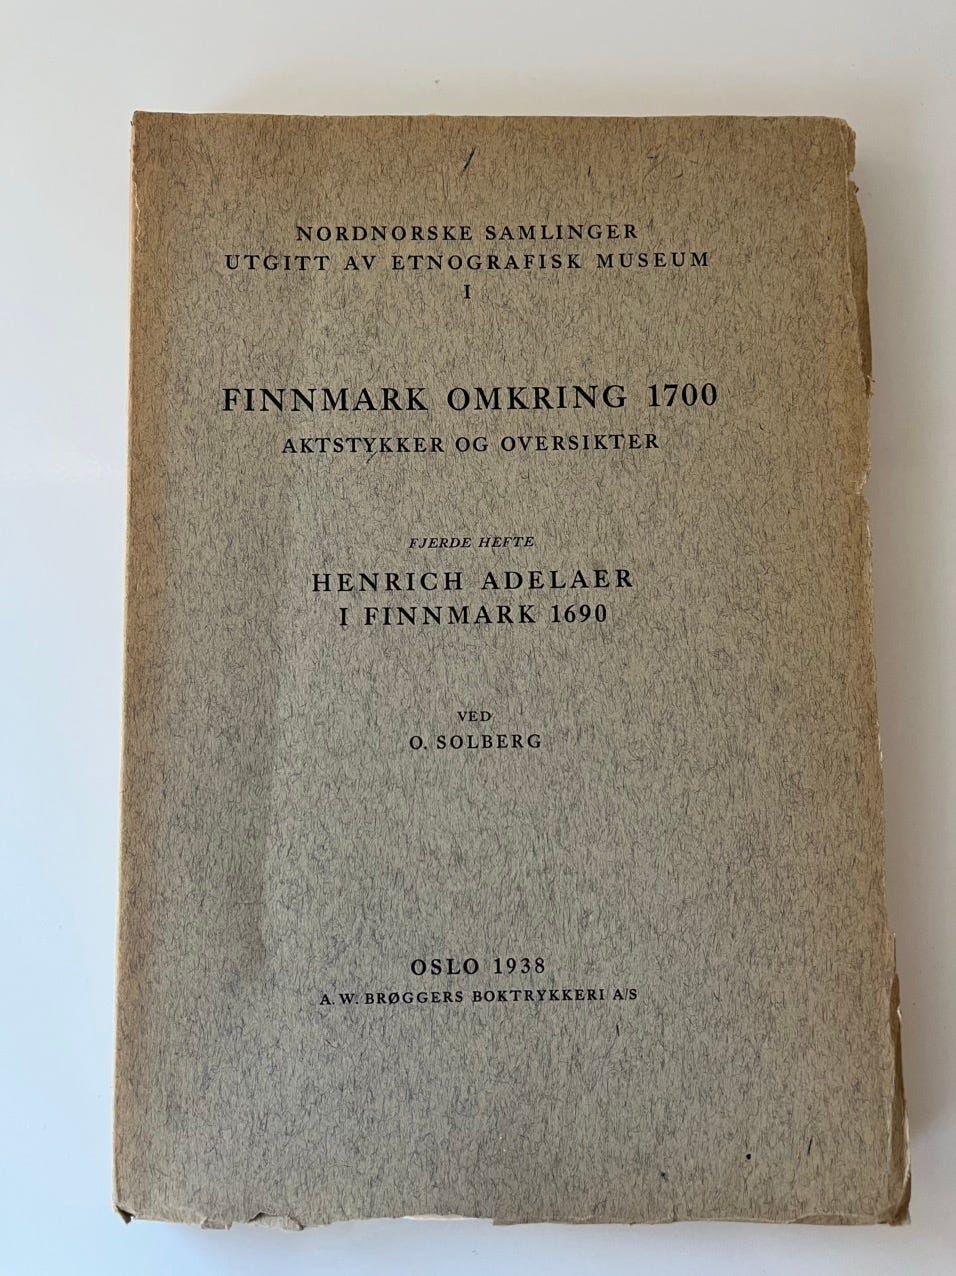 NORDNORSKE SAMLINGER
UTGITT AV ETNOGRAFISK MUSEUM
I
FINNMARK OMKRING 1700
AKTSTYKKER OG OVERSIKTER
FJERDE HEFTE
HENRICH ADELAER
I FINNMARK 1690
VED
O. SOLBERG
OSLO 1938
A. W. BRØGGERS BOKTRYKKERI A/S